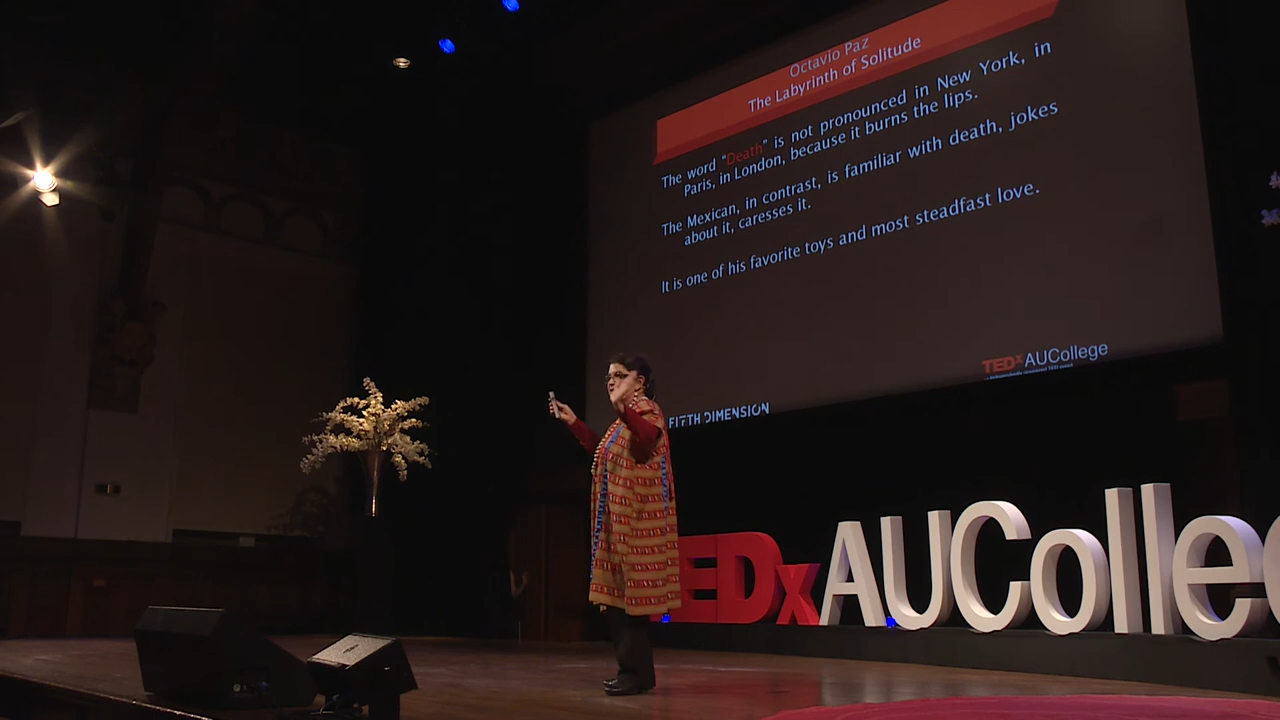 Octavio Paz
The Labyrinth of Solitude
The word "Death" is not pronounced in New York, in
Paris, in London, because it burns the lips.
The Mexican, in contrast, is familiar with death, jokes
about it, caresses it.
It is one of his favorite toys and most steadfast love.
TEDx AUCollege
FIFTH DIMENSION
TEDxAUColle